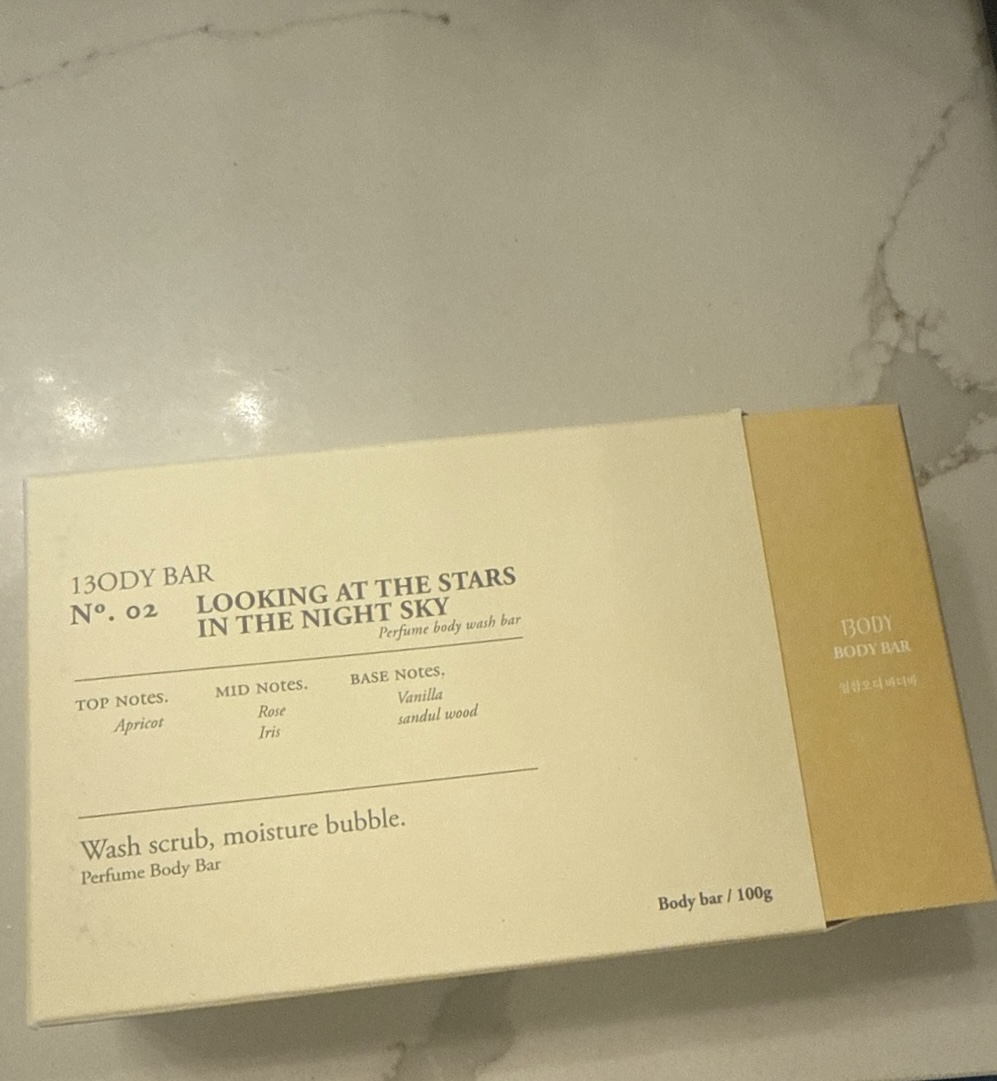 13ODY BAR
Nº. 02
LOOKING AT THE STARS
IN THE NIGHT SKY
Perfume body wash bar
TOP Notes.
Apricot
MID Notes.
Rose
Iris
BASE Notes,
Vanilla
sandul wood
Wash scrub, moisture bubble.
Perfume Body Bar
Body bar / 100g
13ODY
BODY BAR